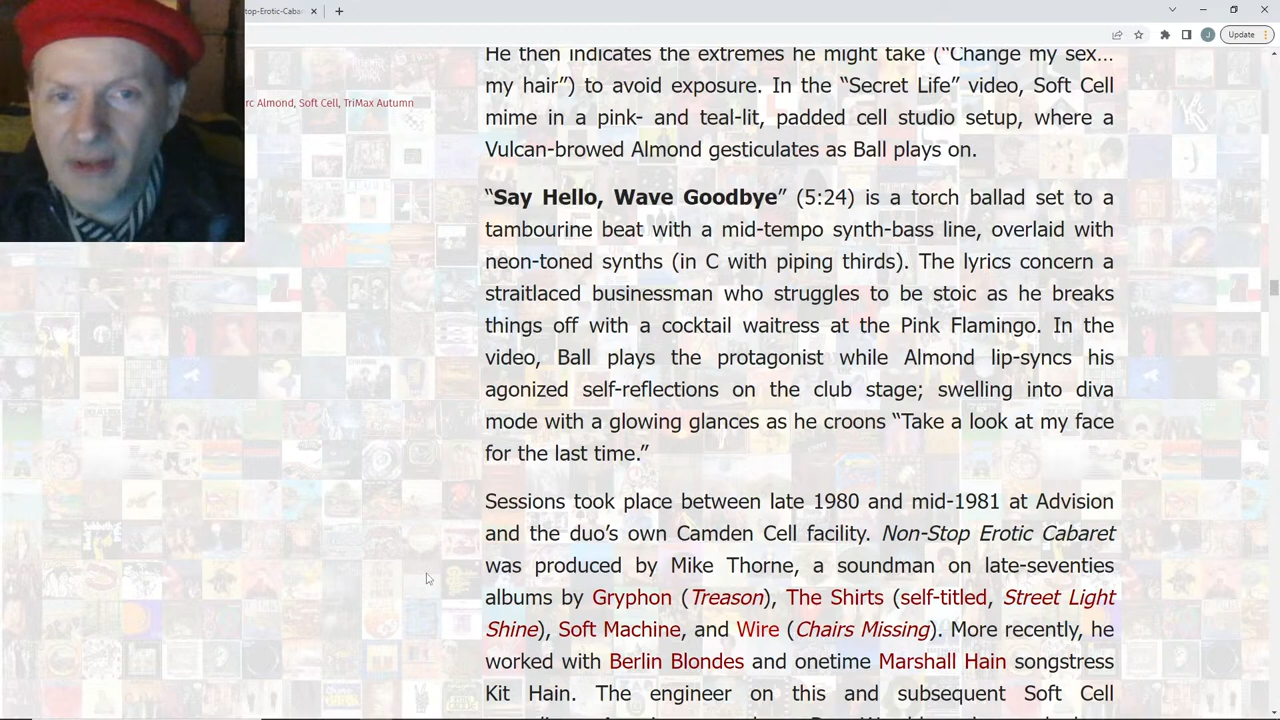 top-Erotic-Caba
Update
J
rc Almond, Soft Cell, TriMax Autumn
He then indicates the extremes he might take (“Change my sex…
my hair”) to avoid exposure. In the “Secret Life” video, Soft Cell
mime in a pink- and teal-lit, padded cell studio setup, where a
Vulcan-browed Almond gesticulates as Ball plays on.
“Say Hello, Wave Goodbye” (5:24) is a torch ballad set to a
tambourine beat with a mid-tempo synth-bass line, overlaid with
neon-toned synths (in C with piping thirds). The lyrics concern a
straitlaced businessman who struggles to be stoic as he breaks
things off with a cocktail waitress at the Pink Flamingo. In the
video, Ball plays the protagonist while Almond lip-syncs his
agonized self-reflections on the club stage; swelling into diva
mode with a glowing glances as he croons “Take a look at my face
for the last time.”
Sessions took place between late 1980 and mid-1981 at Advision
and the duo’s own Camden Cell facility. Non-Stop Erotic Cabaret
was produced by Mike Thorne, a soundman on late-seventies
albums by Gryphon (Treason), The Shirts (self-titled, Street Light
Shine), Soft Machine, and Wire (Chairs Missing). More recently, he
worked with Berlin Blondes and onetime Marshall Hain songstress
Kit Hain. The engineer on this and subsequent Soft Cell